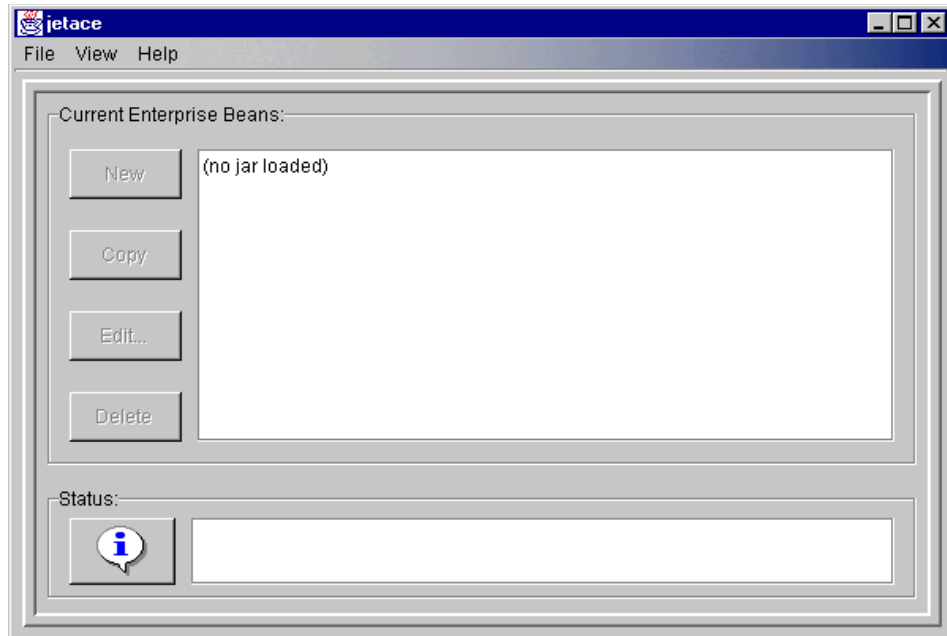 jetace
File View Help
Current Enterprise Beans:
New
(no jar loaded)
Copy
Edit...
Delete
Status:
i